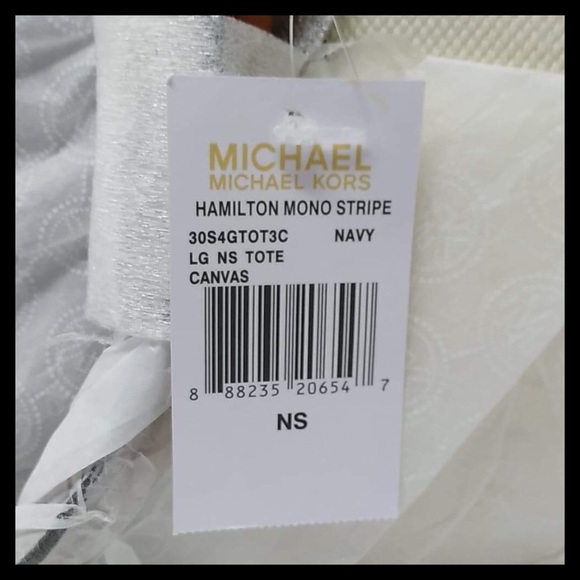 MICHAEL
MICHAEL KORS
HAMILTON MONO STRIPE
30S4GTOT3C NAVY
LG NS TOTE
CANVAS
8 88235 20654 7
NS